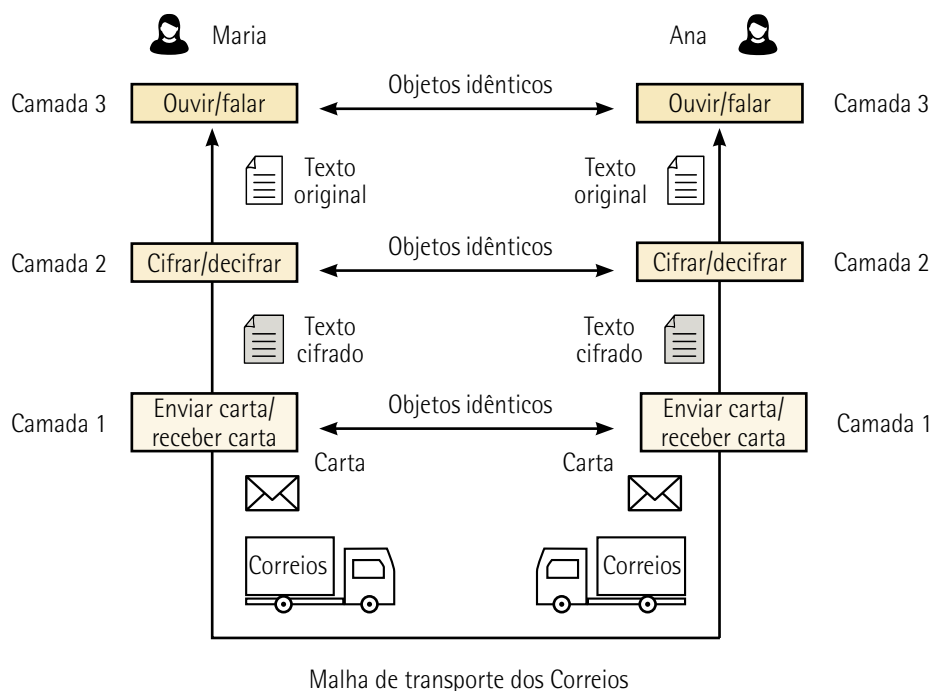 Maria
Ana
Camada 3
Ouvir/falar
Objetos idênticos
Ouvir/falar
Camada 3
Texto
original
Texto
original
Camada 2
Cifrar/decifrar
Objetos idênticos
Cifrar/decifrar
Camada 2
Texto
cifrado
Texto
cifrado
Camada 1
Enviar carta/
receber carta
Objetos idênticos
Enviar carta/
receber carta
Camada 1
Carta
Carta
Correios
Correios
Malha de transporte dos Correios